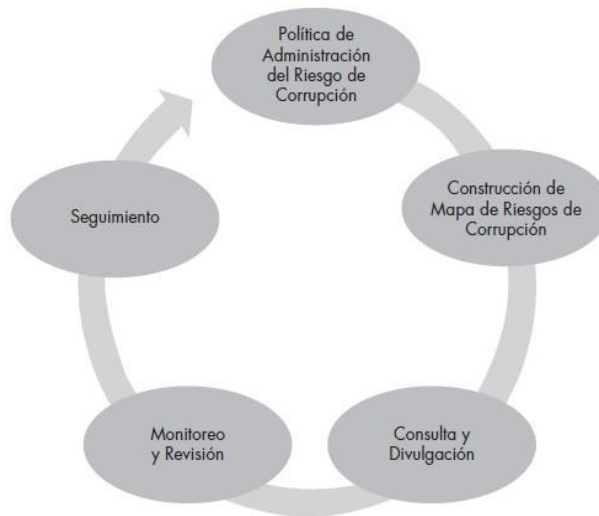 Política de
Administración
del Riesgo de
Corrupción
Construcción de
Mapa de Riesgos de
Corrupción
Consulta y
Divulgación
Monitoreo
y Revisión
Seguimiento